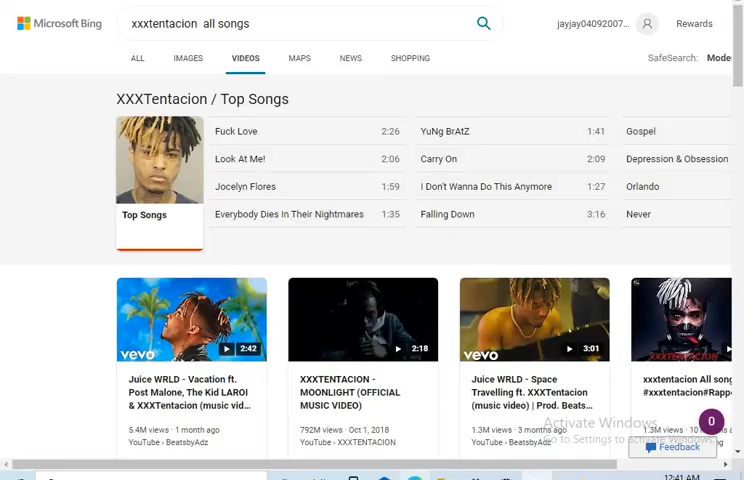 Microsoft Bing
xxxtentacion all songs
jayjay04092007...
Rewards
ALL
IMAGES
VIDEOS
MAPS
NEWS
SHOPPING
SafeSearch:
Mode
XXXTentacion / Top Songs
Top Songs
Fuck Love 2:26
Look At Me! 2:06
Jocelyn Flores 1:59
Everybody Dies In Their Nightmares 1:35
YuNg BrAtZ 1:41
Carry On 2:09
I Don't Wanna Do This Anymore 1:27
Falling Down 3:16
Gospel
Depression & Obsession
Orlando
Never
vevo
2:42
Juice WRLD - Vacation ft.
Post Malone, The Kid LAROI
& XXXTentacion (music vid...
5.4M views · 1 month ago
YouTube › BeatsbyAdz
2:18
XXXTENTACION -
MOONLIGHT (OFFICIAL
MUSIC VIDEO)
792M views · Oct 1, 2018
YouTube › XXXTENTACION
vevo
3:01
Juice WRLD - Space
Travelling ft. XXXTentacion
(music video) | Prod. Beats...
1.3M views · 3 months ago
YouTube › BeatsbyAdz
XXXTENTACION
xxxtentacion All song
#xxxtentacion#Rapp
1.3M views · 10
YouTube
0
Activate Windows
Go to Settings to activate Windows.
Feedback
12:41 AM